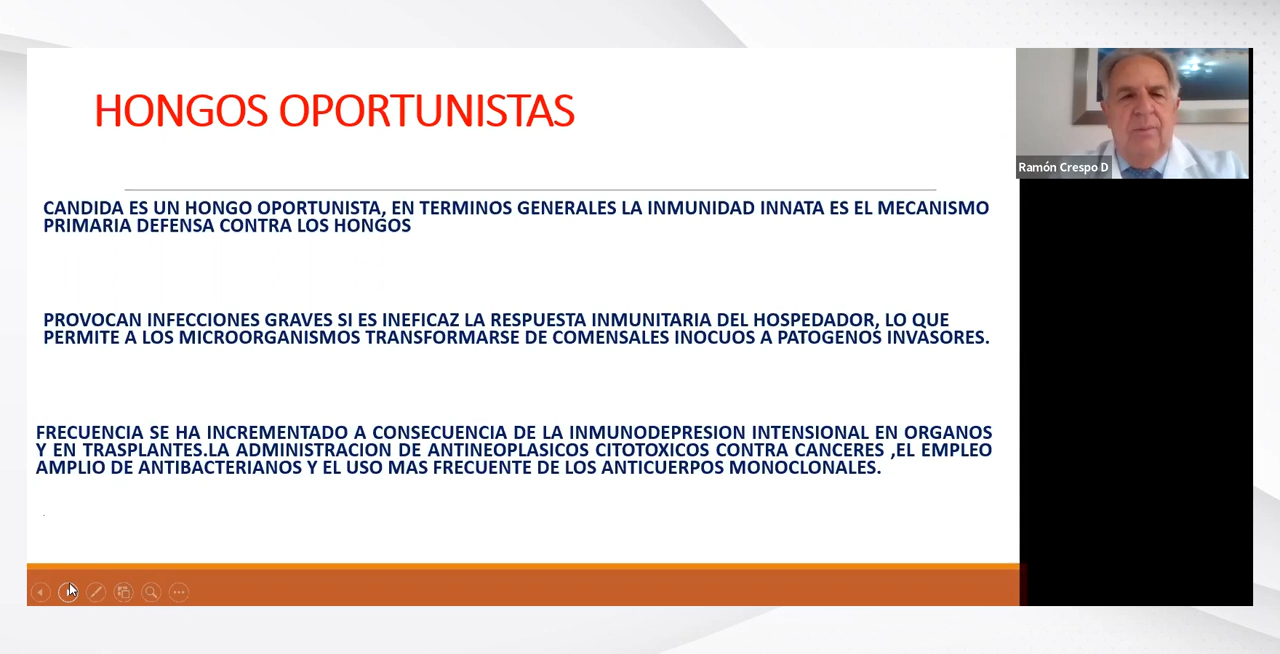 HONGOS OPORTUNISTAS
CANDIDA ES UN HONGO OPORTUNISTA, EN TERMINOS GENERALES LA INMUNIDAD INNATA ES EL MECANISMO
PRIMARIA DEFENSA CONTRA LOS HONGOS
PROVOCAN INFECCIONES GRAVES SI ES INEFICAZ LA RESPUESTA INMUNITARIA DEL HOSPEDADOR, LO QUE
PERMITE A LOS MICROORGANISMOS TRANSFORMARSE DE COMENSALES INOCUOS A PATOGENOS INVASORES.
FRECUENCIA SE HA INCREMENTADO A CONSECUENCIA DE LA INMUNODEPRESION INTENSIONAL EN ORGANOS
Y EN TRASPLANTES.LA ADMINISTRACION DE ANTINEOPLASICOS CITOTOXICOS CONTRA CANCERES ,EL EMPLEO
AMPLIO DE ANTIBACTERIANOS Y EL USO MAS FRECUENTE DE LOS ANTICUERPOS MONOCLONALES.
.
Ramón Crespo D